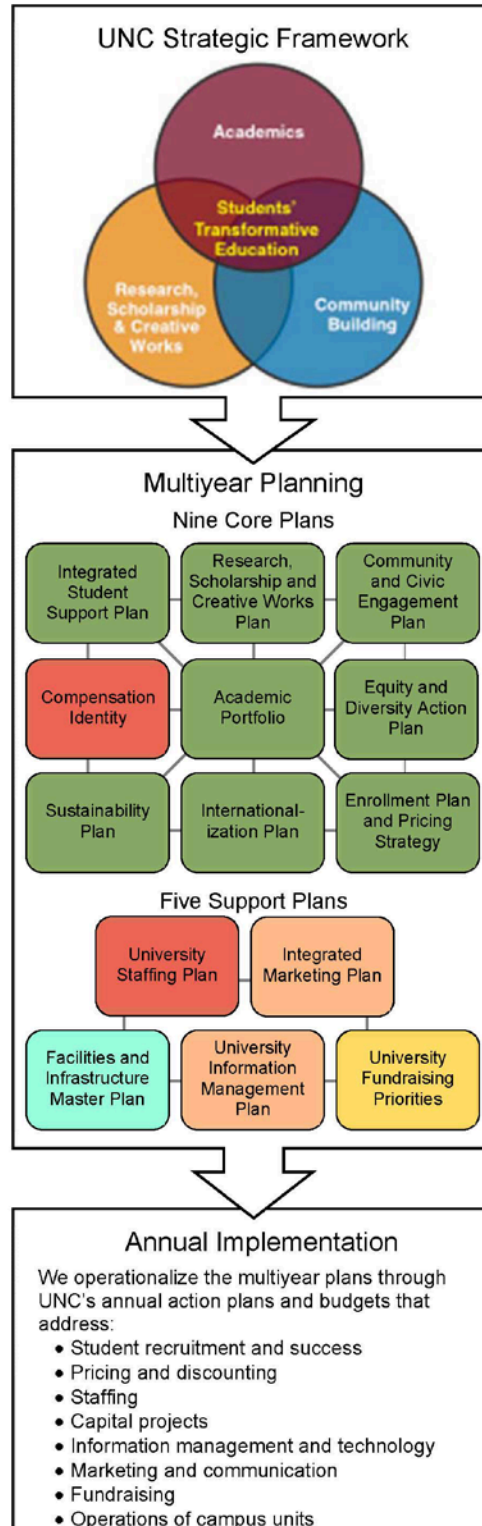 UNC Strategic Framework
Academics
Students'
Transformative
Education
Research,
Scholarship
& Creative
Works
Community
Building
Multiyear Planning
Nine Core Plans
Integrated
Student
Support Plan
Research,
Scholarship and
Creative Works
Plan
Community
and Civic
Engagement
Plan
Compensation
Identity
Academic
Portfolio
Equity and
Diversity Action
Plan
Sustainability
Plan
International-
ization Plan
Enrollment Plan
and Pricing
Strategy
Five Support Plans
University
Staffing Plan
Integrated
Marketing Plan
Facilities and
Infrastructure
Master Plan
University
Information
Management
Plan
University
Fundraising
Priorities
Annual Implementation
We operationalize the multiyear plans through
UNC's annual action plans and budgets that
address:
• Student recruitment and success
• Pricing and discounting
• Staffing
• Capital projects
• Information management and technology
• Marketing and communication
• Fundraising
• Operations of campus units